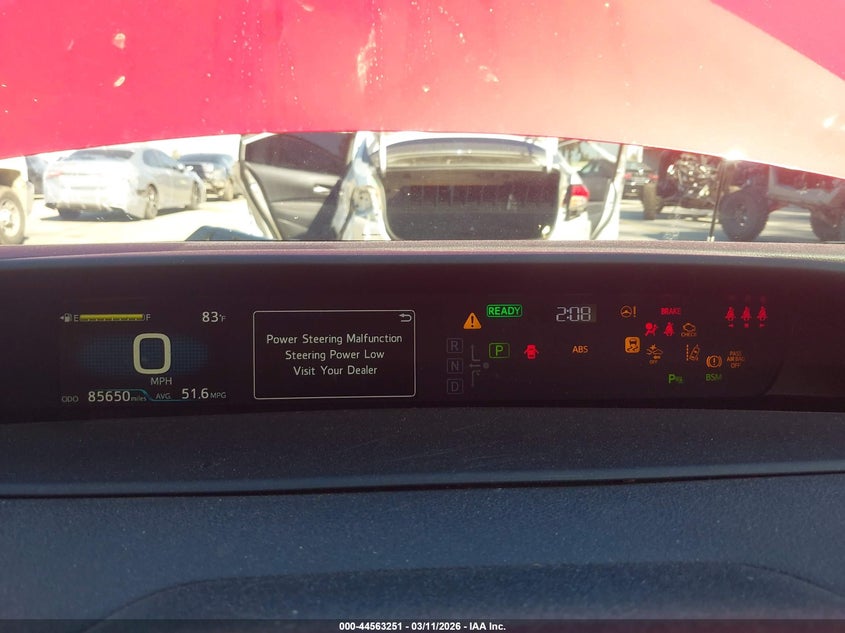 E F
83°F
0
MPH
ODO 85650 miles AVG. 51.6 MPG
Power Steering Malfunction
Steering Power Low
Visit Your Dealer
READY
2:08
BRAKE
R
N
D
P
ABS
CHECK
OFF
PASS
AIR BAG
OFF
BSM
000-44563251 - 03/11/2026 - IAA Inc.